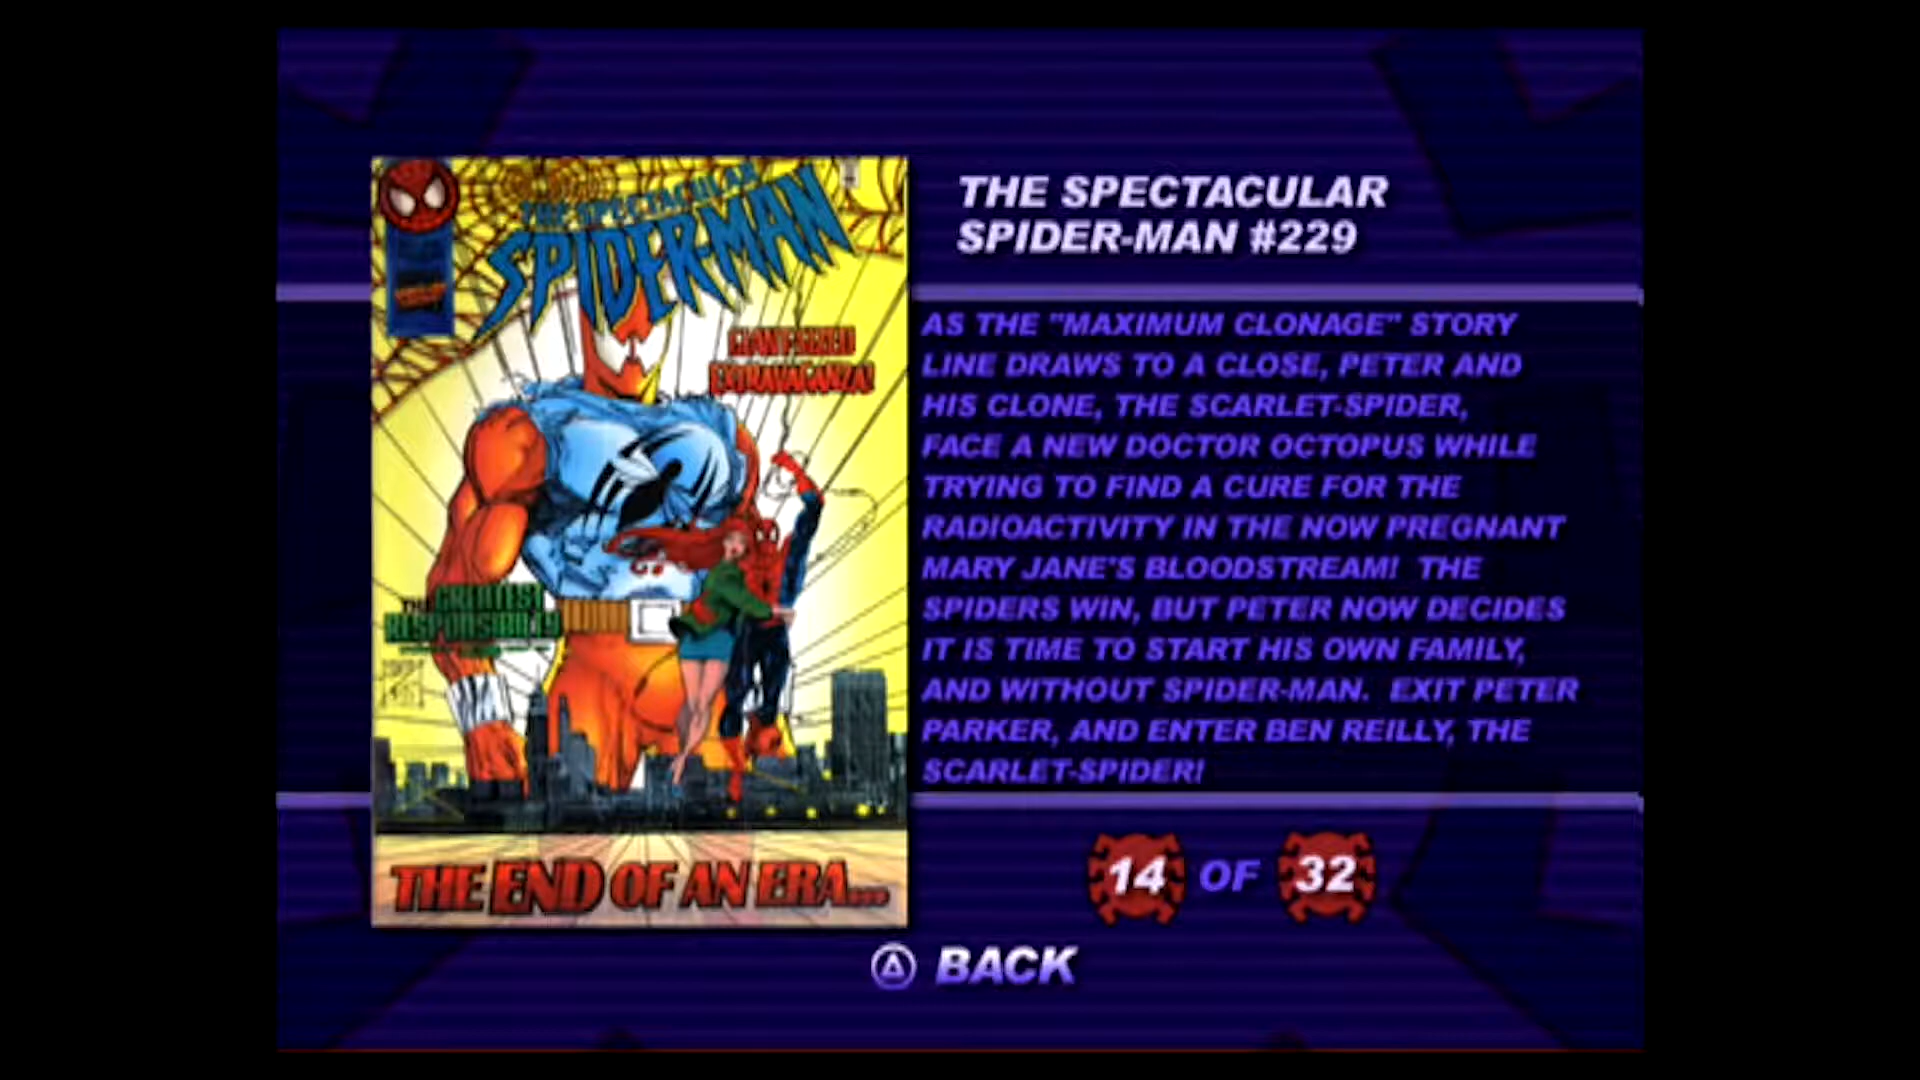 THE SPECTACULAR
SPIDER-MAN
GIANT-SIZED
EXTRAVAGANZA!
THE GREATEST
RESPONSIBILITY
THE END OF AN ERA...
THE SPECTACULAR
SPIDER-MAN #229
AS THE "MAXIMUM CLONAGE" STORY
LINE DRAWS TO A CLOSE, PETER AND
HIS CLONE, THE SCARLET-SPIDER,
FACE A NEW DOCTOR OCTOPUS WHILE
TRYING TO FIND A CURE FOR THE
RADIOACTIVITY IN THE NOW PREGNANT
MARY JANE'S BLOODSTREAM!  THE
SPIDERS WIN, BUT PETER NOW DECIDES
IT IS TIME TO START HIS OWN FAMILY,
AND WITHOUT SPIDER-MAN.  EXIT PETER
PARKER, AND ENTER BEN REILLY, THE
SCARLET-SPIDER!
14 OF 32
BACK